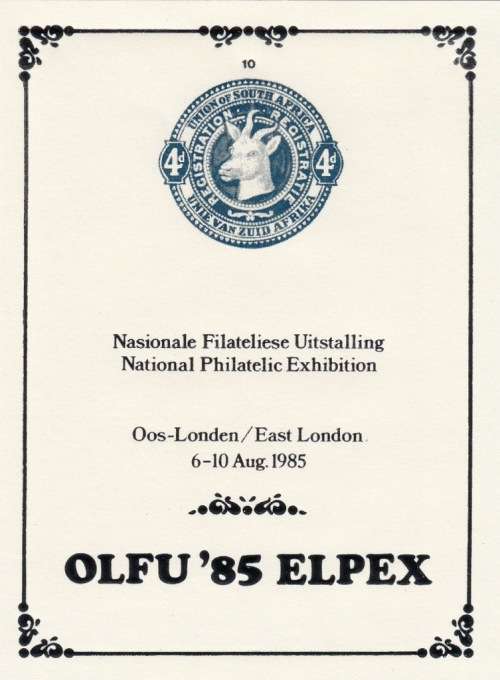 10
UNION OF SOUTH AFRICA
REGISTRATION REGISTRATIE
4d 4d
UNIE VAN ZUID AFRIKA
Nasionale Filateliese Uitstalling
National Philatelic Exhibition
Oos-Londen/East London
6-10 Aug. 1985
OLFU '85 ELPEX